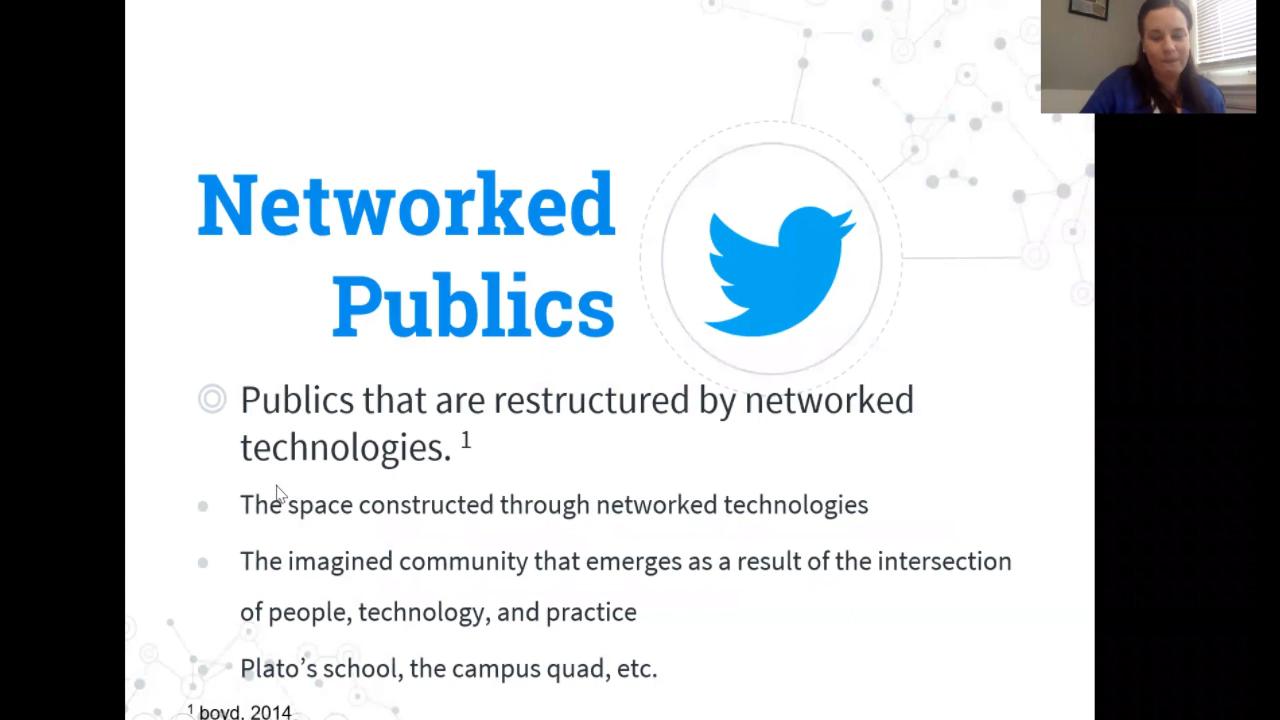 Networked
Publics
Publics that are restructured by networked
technologies. 1
The space constructed through networked technologies
The imagined community that emerges as a result of the intersection
of people, technology, and practice
Plato’s school, the campus quad, etc.
1 boyd, 2014